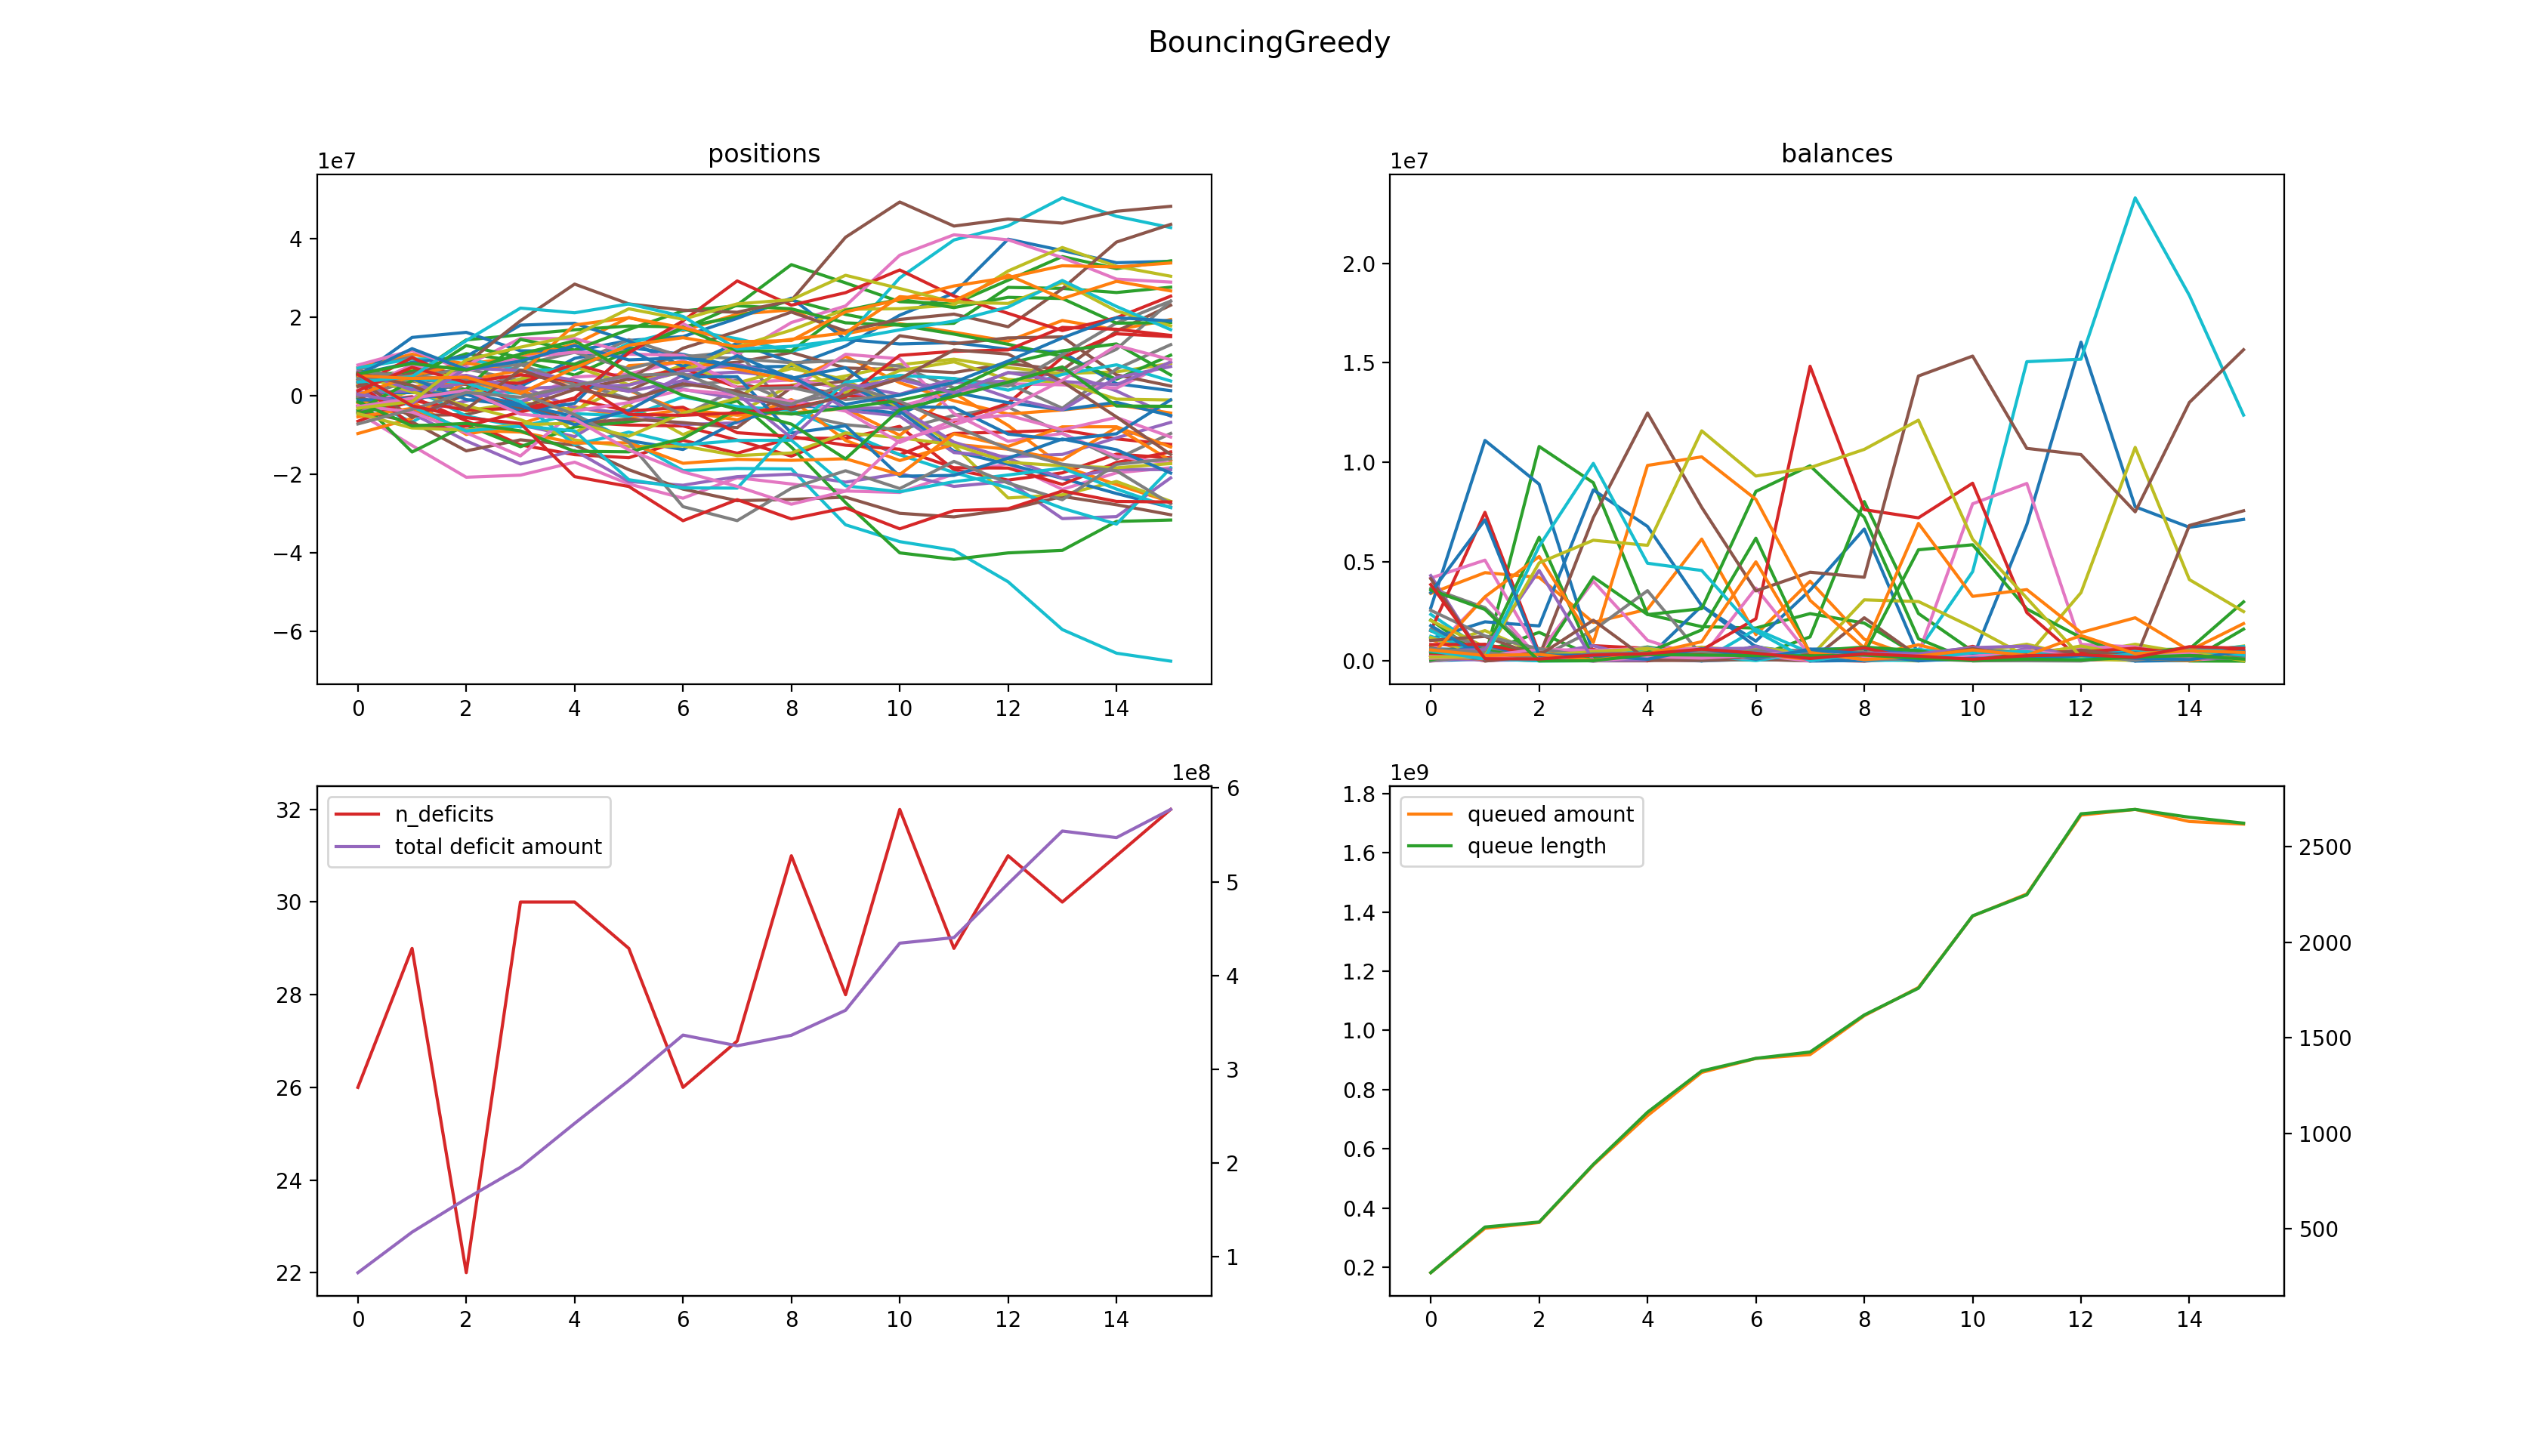 BouncingGreedy
positions
1e7
4
2
0
−2
−4
−6
0 2 4 6 8 10 12 14
balances
1e7
2.0
1.5
1.0
0.5
0.0
0 2 4 6 8 10 12 14
1e8
n_deficits
total deficit amount
32
30
28
26
24
22
6
5
4
3
2
1
0 2 4 6 8 10 12 14
1e9
queued amount
queue length
1.8
1.6
1.4
1.2
1.0
0.8
0.6
0.4
0.2
2500
2000
1500
1000
500
0 2 4 6 8 10 12 14